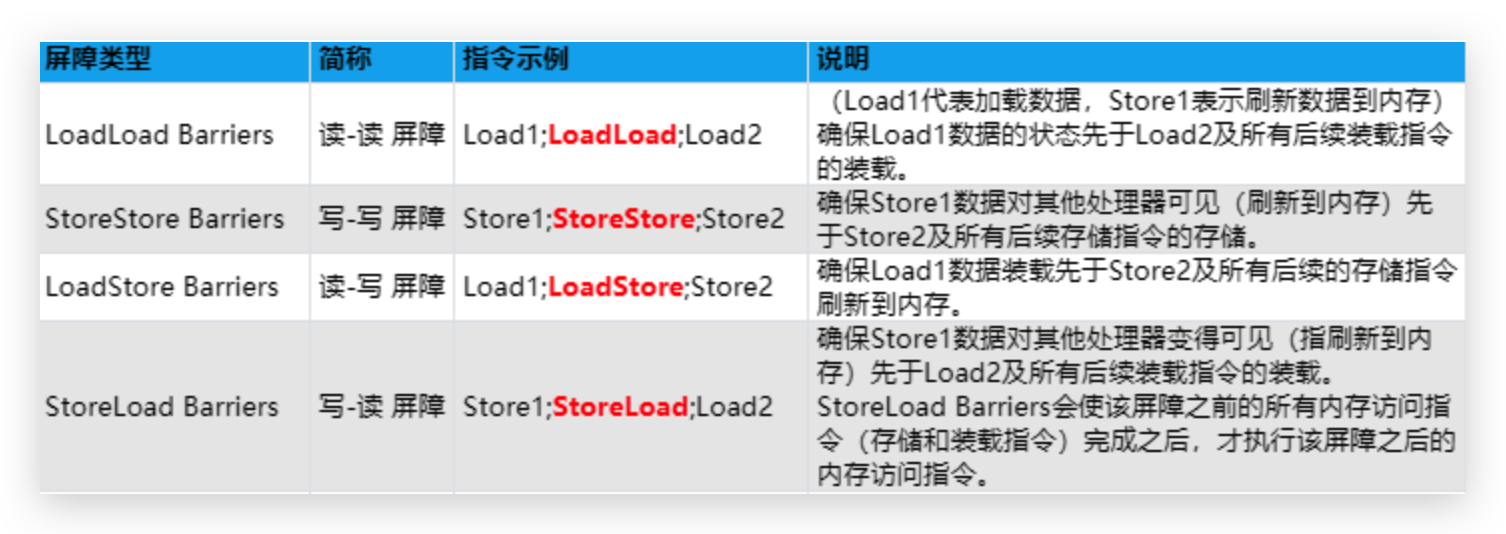 屏障类型 简称 指令示例 说明
（Load1代表加载数据，Store1表示刷新数据到内存）
LoadLoad Barriers 读-读 屏障 Load1;LoadLoad;Load2 确保Load1数据的状态先于Load2及所有后续装载指令
的装载。
StoreStore Barriers 写-写 屏障 Store1;StoreStore;Store2 确保Store1数据对其他处理器可见（刷新到内存）先
于Store2及所有后续存储指令的存储。
LoadStore Barriers 读-写 屏障 Load1;LoadStore;Store2 确保Load1数据装载先于Store2及所有后续的存储指令
刷新到内存。
确保Store1数据对其他处理器变得可见（指刷新到内
存）先于Load2及所有后续装载指令的装载。
StoreLoad Barriers 写-读 屏障 Store1;StoreLoad;Load2 StoreLoad Barriers会使该屏障之前的所有内存访问指
令（存储和装载指令）完成之后，才执行该屏障之后的
内存访问指令。